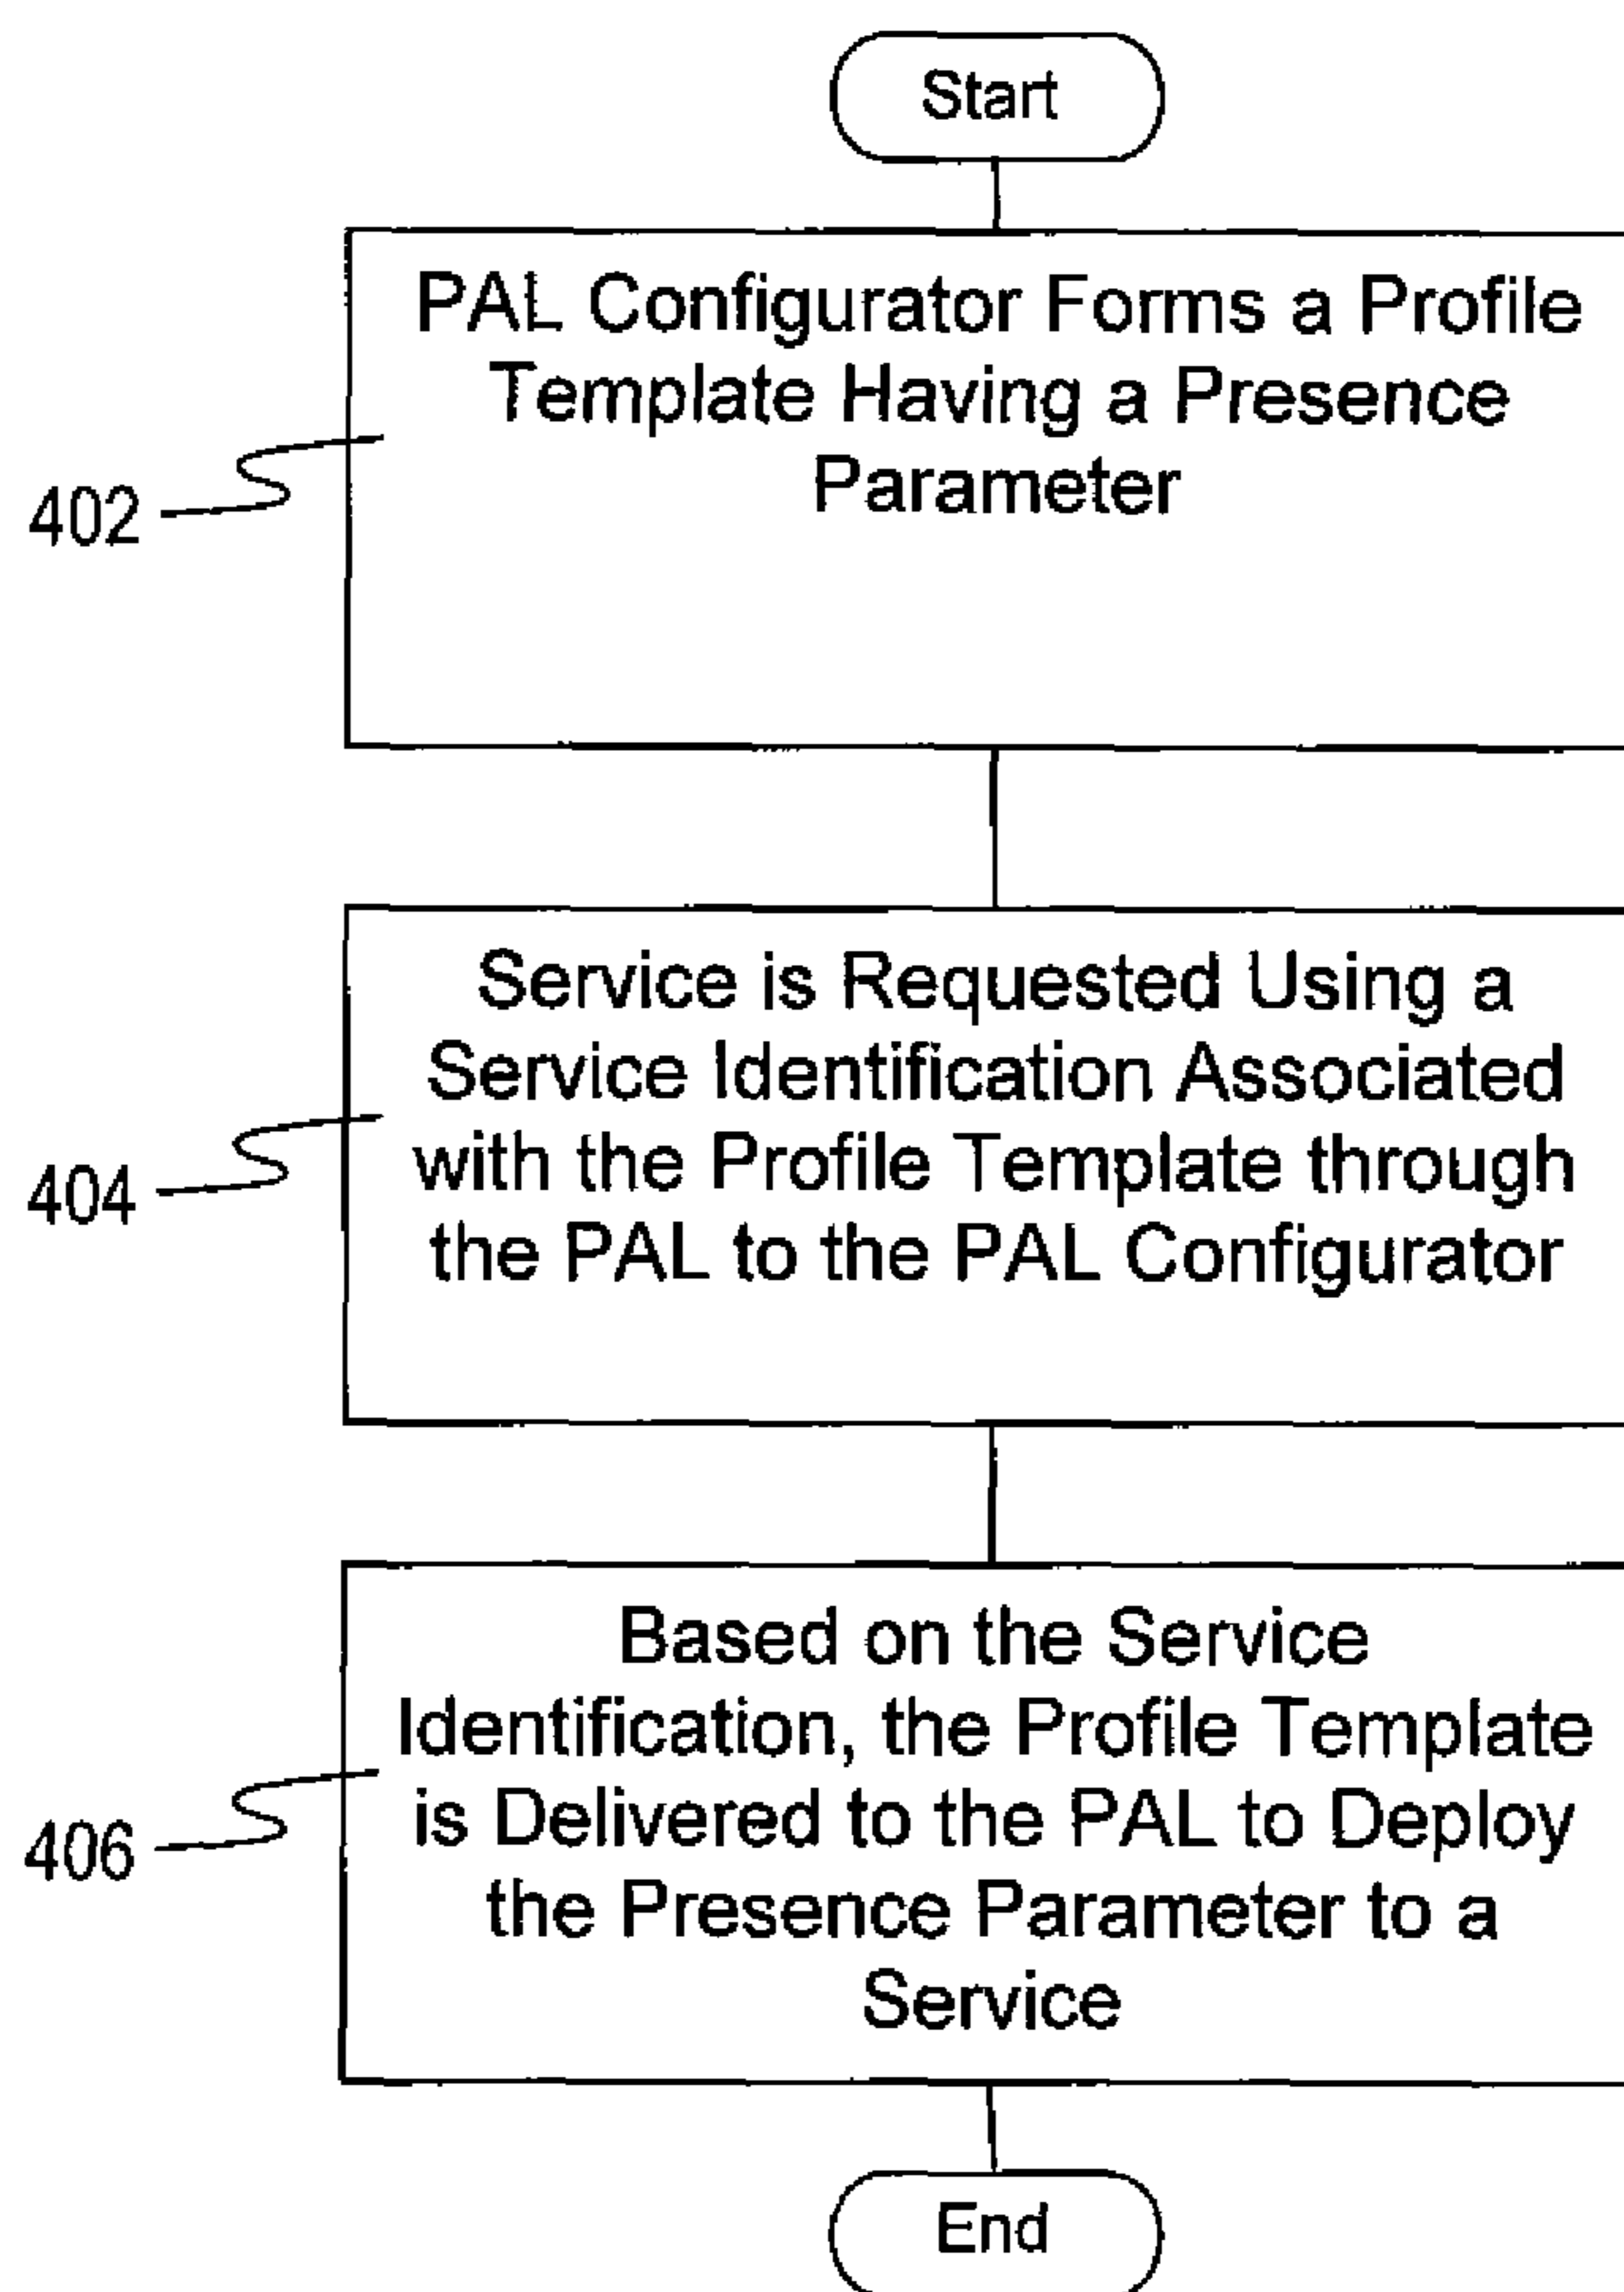 Start
PAL Configurator Forms a Profile
Template Having a Presence
Parameter
402
Service is Requested Using a
Service Identification Associated
with the Profile Template through
the PAL to the PAL Configurator
404
Based on the Service
Identification, the Profile Template
is Delivered to the PAL to Deploy
the Presence Parameter to a
Service
406
End